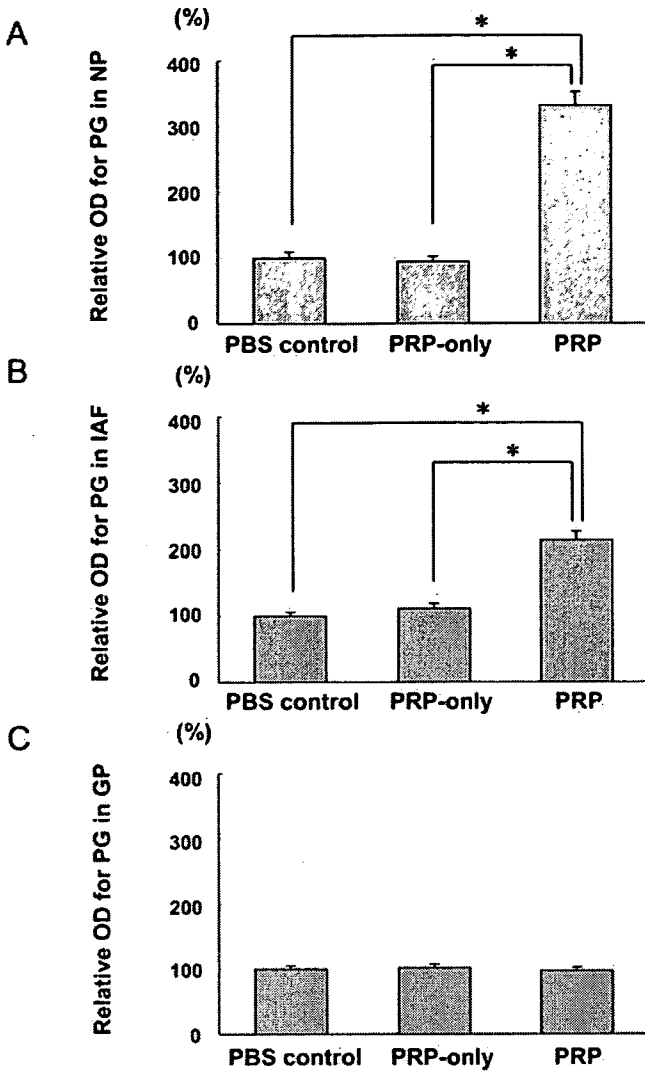 A
(%)
Relative OD for PG in NP
400
300
200
100
0
*
*
PBS control PRP-only PRP
B
(%)
Relative OD for PG in IAF
400
300
200
100
0
*
*
PBS control PRP-only PRP
C
(%)
Relative OD for PG in GP
400
300
200
100
0
PBS control PRP-only PRP